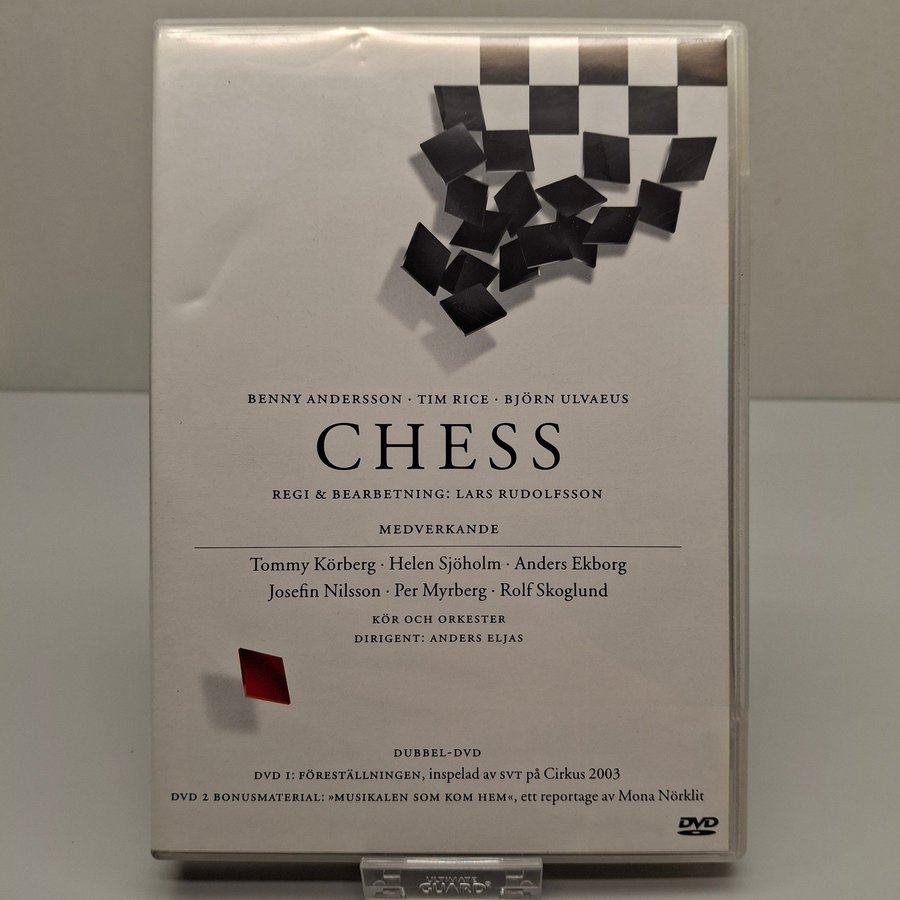 BENNY ANDERSSON · TIM RICE · BJÖRN ULVAEUS
CHESS
REGI & BEARBETNING: LARS RUDOLFSSON
MEDVERKANDE
Tommy Körberg · Helen Sjöholm · Anders Ekborg
Josefin Nilsson · Per Myrberg · Rolf Skoglund
KÖR OCH ORKESTER
DIRIGENT: ANDERS ELJAS
DUBBEL-DVD
DVD 1: FÖRESTÄLLNINGEN, inspelad av SVT på Cirkus 2003
DVD 2 BONUSMATERIAL: »MUSIKALEN SOM KOM HEM«, ett reportage av Mona Nörklit
DVD
ULTIMATE
GUARD®